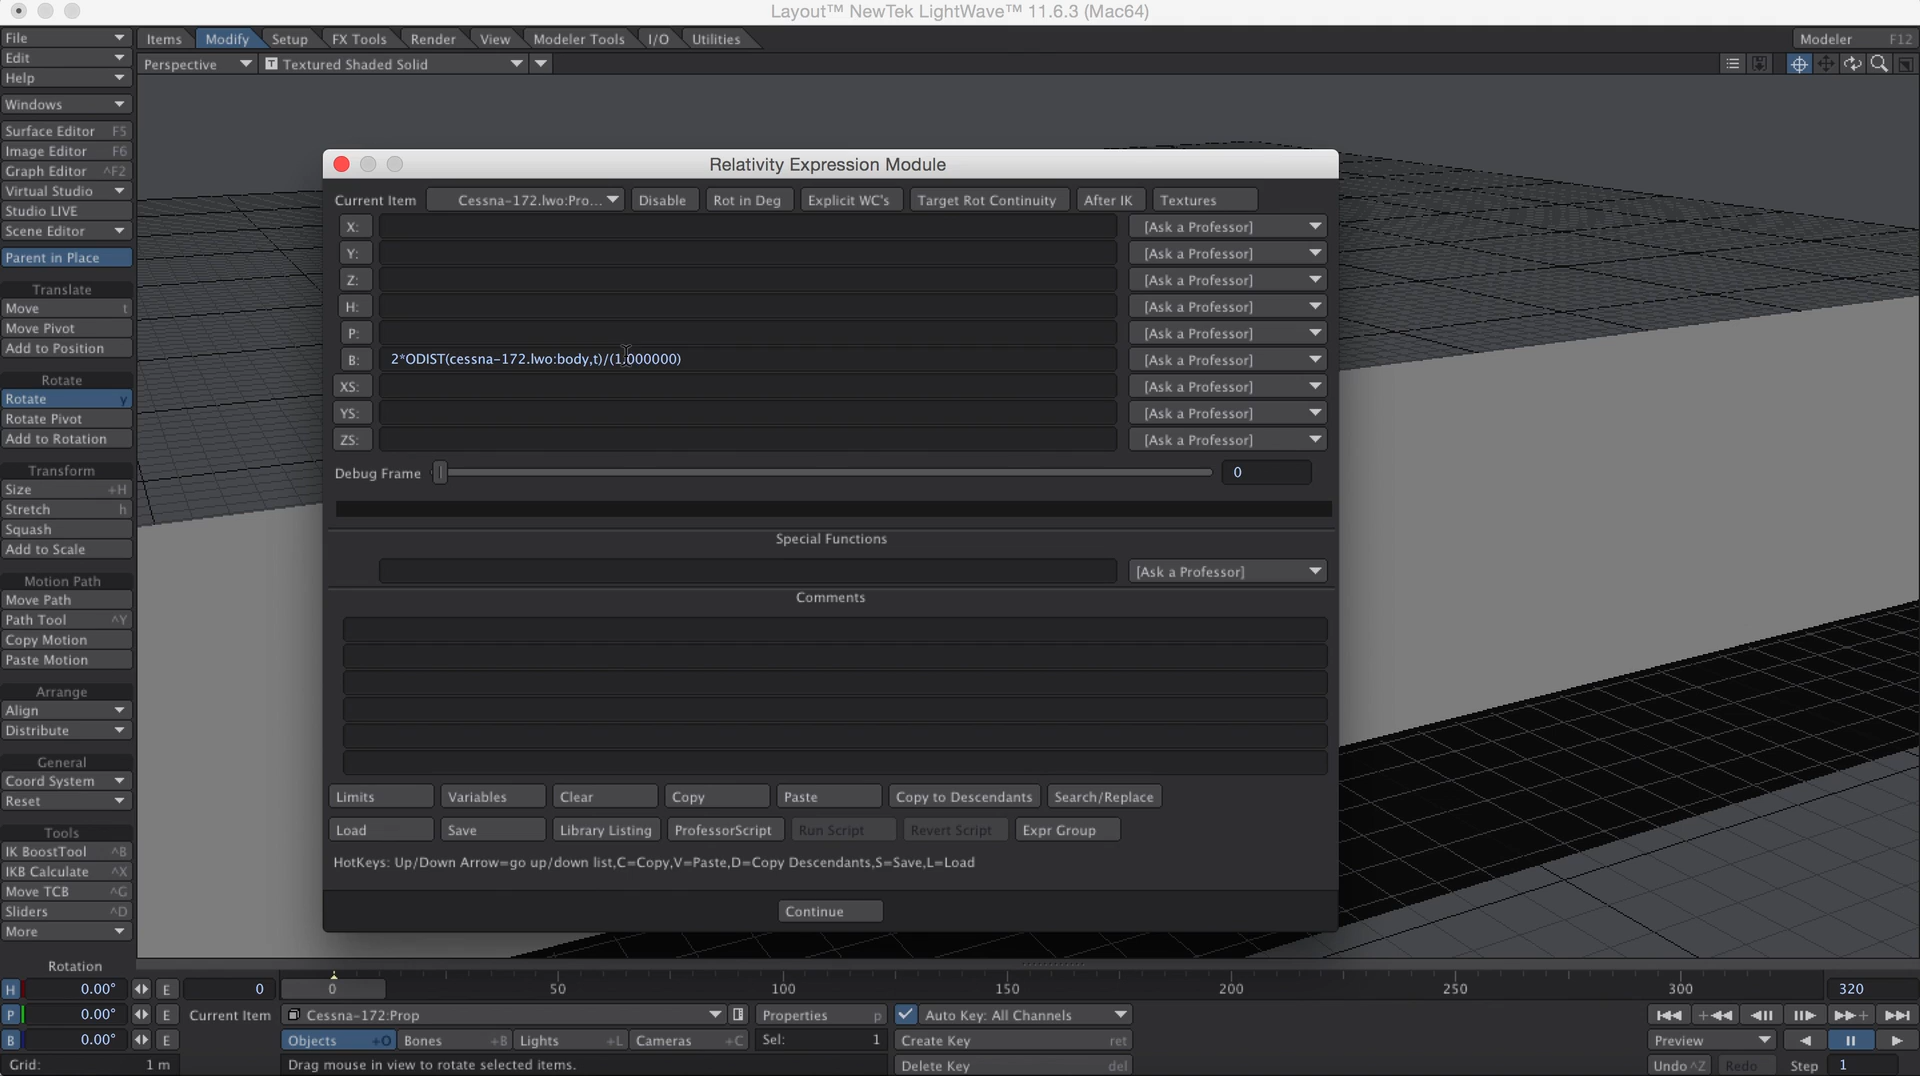 Layout™ NewTek LightWave™ 11.6.3 (Mac64)
File
Items Modify Setup FX Tools Render View Modeler Tools I/O Utilities Modeler F12
Edit
Perspective T Textured Shaded Solid
Help
Windows
Surface Editor F5
Image Editor F6
Graph Editor ^F2
Virtual Studio
Studio LIVE
Scene Editor
Parent in Place
Translate
Move t
Move Pivot
Add to Position
Rotate
Rotate y
Rotate Pivot
Add to Rotation
Transform
Size +H
Stretch h
Squash
Add to Scale
Motion Path
Move Path
Path Tool ^Y
Copy Motion
Paste Motion
Arrange
Align
Distribute
General
Coord System
Reset
Tools
IK BoostTool ^B
IKB Calculate ^X
Move TCB ^G
Sliders ^D
More
Relativity Expression Module
Current Item Cessna-172.lwo:Pro... Disable Rot in Deg Explicit WC's Target Rot Continuity After IK Textures
X: [Ask a Professor]
Y: [Ask a Professor]
Z: [Ask a Professor]
H: [Ask a Professor]
P: [Ask a Professor]
B: 2*ODIST(cessna-172.lwo:body,t)/(1.000000) [Ask a Professor]
XS: [Ask a Professor]
YS: [Ask a Professor]
ZS: [Ask a Professor]
Debug Frame 0
Special Functions
[Ask a Professor]
Comments
Limits Variables Clear Copy Paste Copy to Descendants Search/Replace
Load Save Library Listing ProfessorScript Run Script Revert Script Expr Group
HotKeys: Up/Down Arrow=go up/down list,C=Copy,V=Paste,D=Copy Descendants,S=Save,L=Load
Continue
Rotation
H 0.00° E 0 0 50 100 150 200 250 300 320
P 0.00° E Current Item Cessna-172:Prop Properties p Auto Key: All Channels
B 0.00° E Objects +O Bones +B Lights +L Cameras +C Sel: 1 Create Key ret Preview
Grid: 1 m Drag mouse in view to rotate selected items. Delete Key del Undo ^Z Redo Step 1